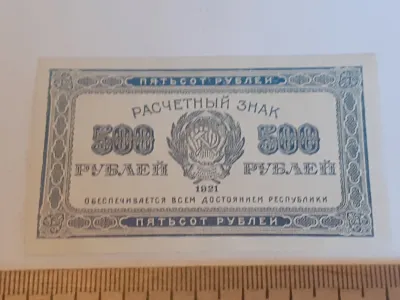 ПЯТЬСОТ РУБЛЕЙ
РАСЧЕТНЫЙ ЗНАК
500 500
РУБЛЕЙ РУБЛЕЙ
1921
ОБЕСПЕЧИВАЕТСЯ ВСЕМ ДОСТОЯНИЕМ РЕСПУБЛИКИ
ПЯТЬСОТ РУБЛЕЙ